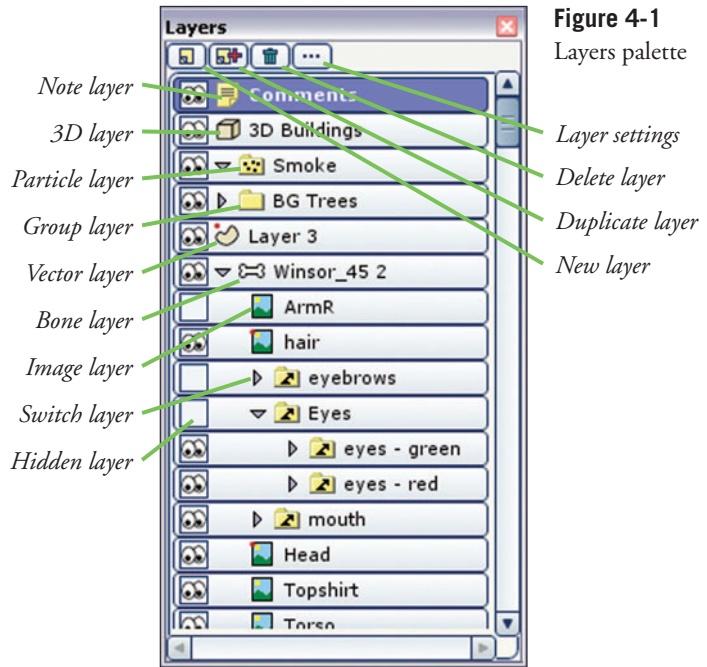 Figure 4-1
Layers palette
Layers
Note layer
3D layer
Particle layer
Group layer
Vector layer
Bone layer
Image layer
Switch layer
Hidden layer
Comments
3D Buildings
Smoke
BG Trees
Layer 3
Winsor_45 2
ArmR
hair
eyebrows
Eyes
eyes - green
eyes - red
mouth
Head
Topshirt
Torso
Layer settings
Delete layer
Duplicate layer
New layer